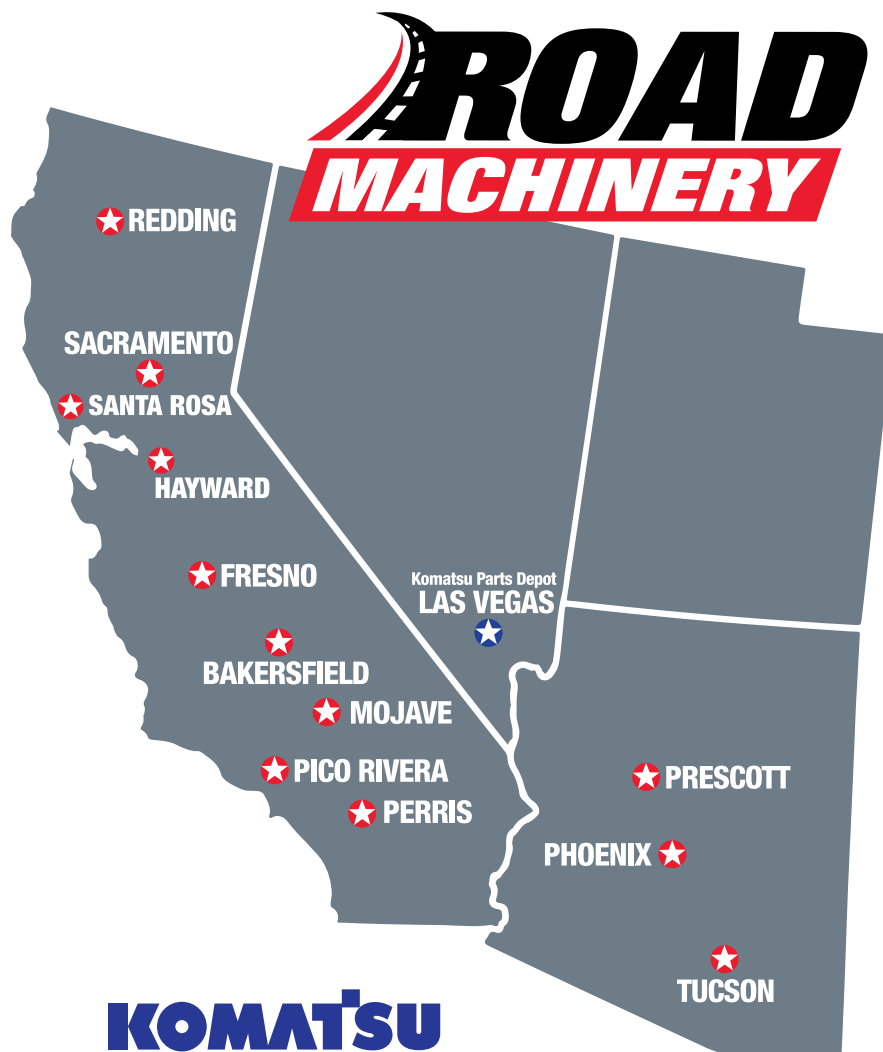 ROAD
MACHINERY
REDDING
SACRAMENTO
SANTA ROSA
HAYWARD
FRESNO
Komatsu Parts Depot
LAS VEGAS
BAKERSFIELD
MOJAVE
PICO RIVERA
PERRIS
PRESCOTT
PHOENIX
TUCSON
KOMATSU